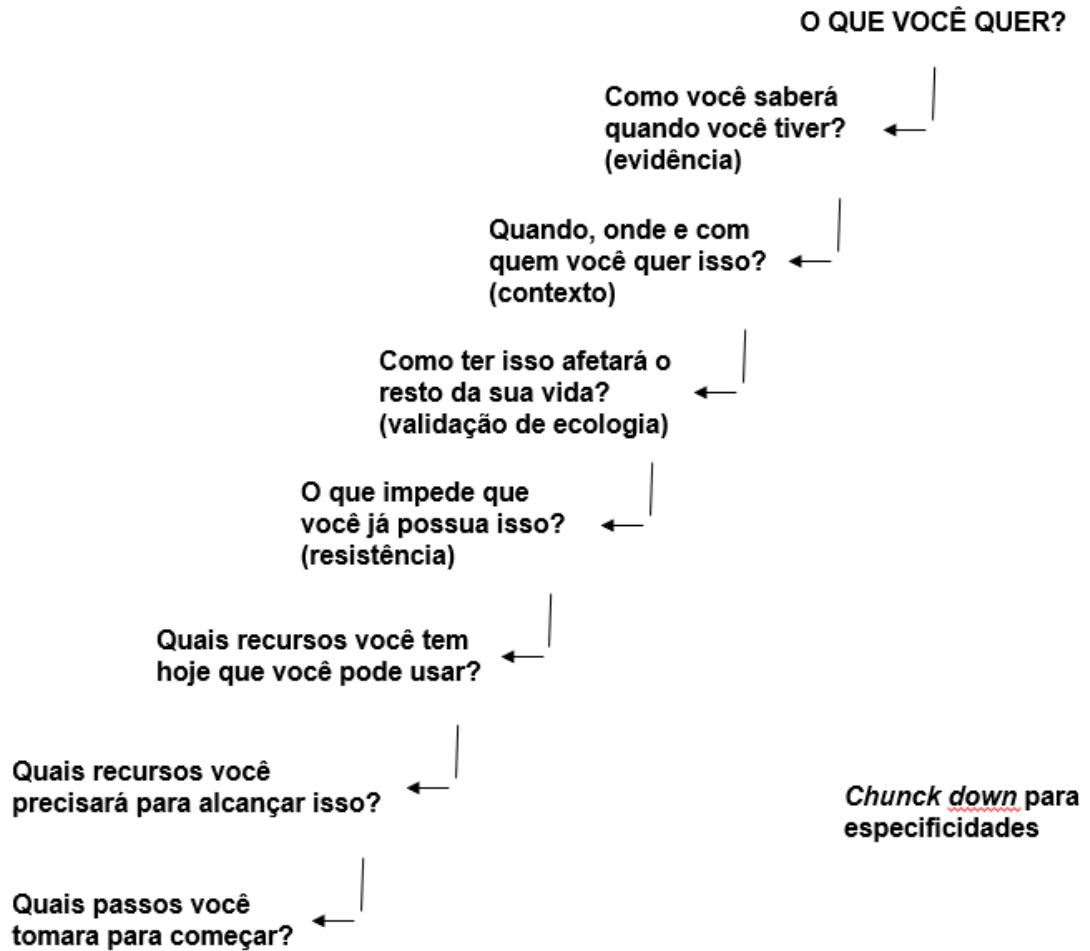 O QUE VOCÊ QUER?
Como você saberá
quando você tiver?
(evidência)
Quando, onde e com
quem você quer isso?
(contexto)
Como ter isso afetará o
resto da sua vida?
(validação de ecologia)
O que impede que
você já possua isso?
(resistência)
Quais recursos você tem
hoje que você pode usar?
Quais recursos você
precisará para alcançar isso?
Chunck down para
especificidades
Quais passos você
tomara para começar?